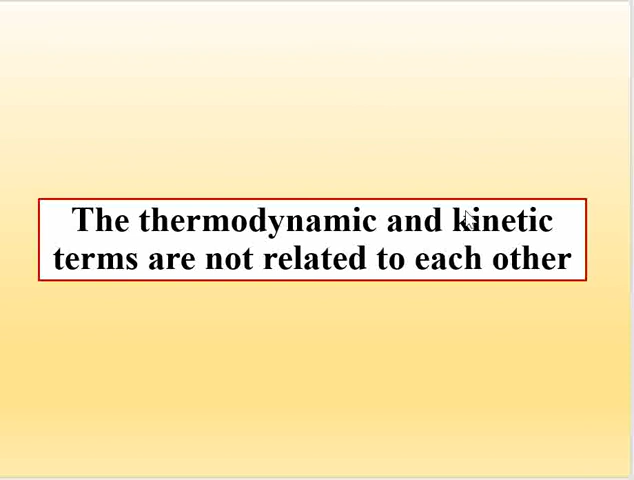 The thermodynamic and kinetic
terms are not related to each other